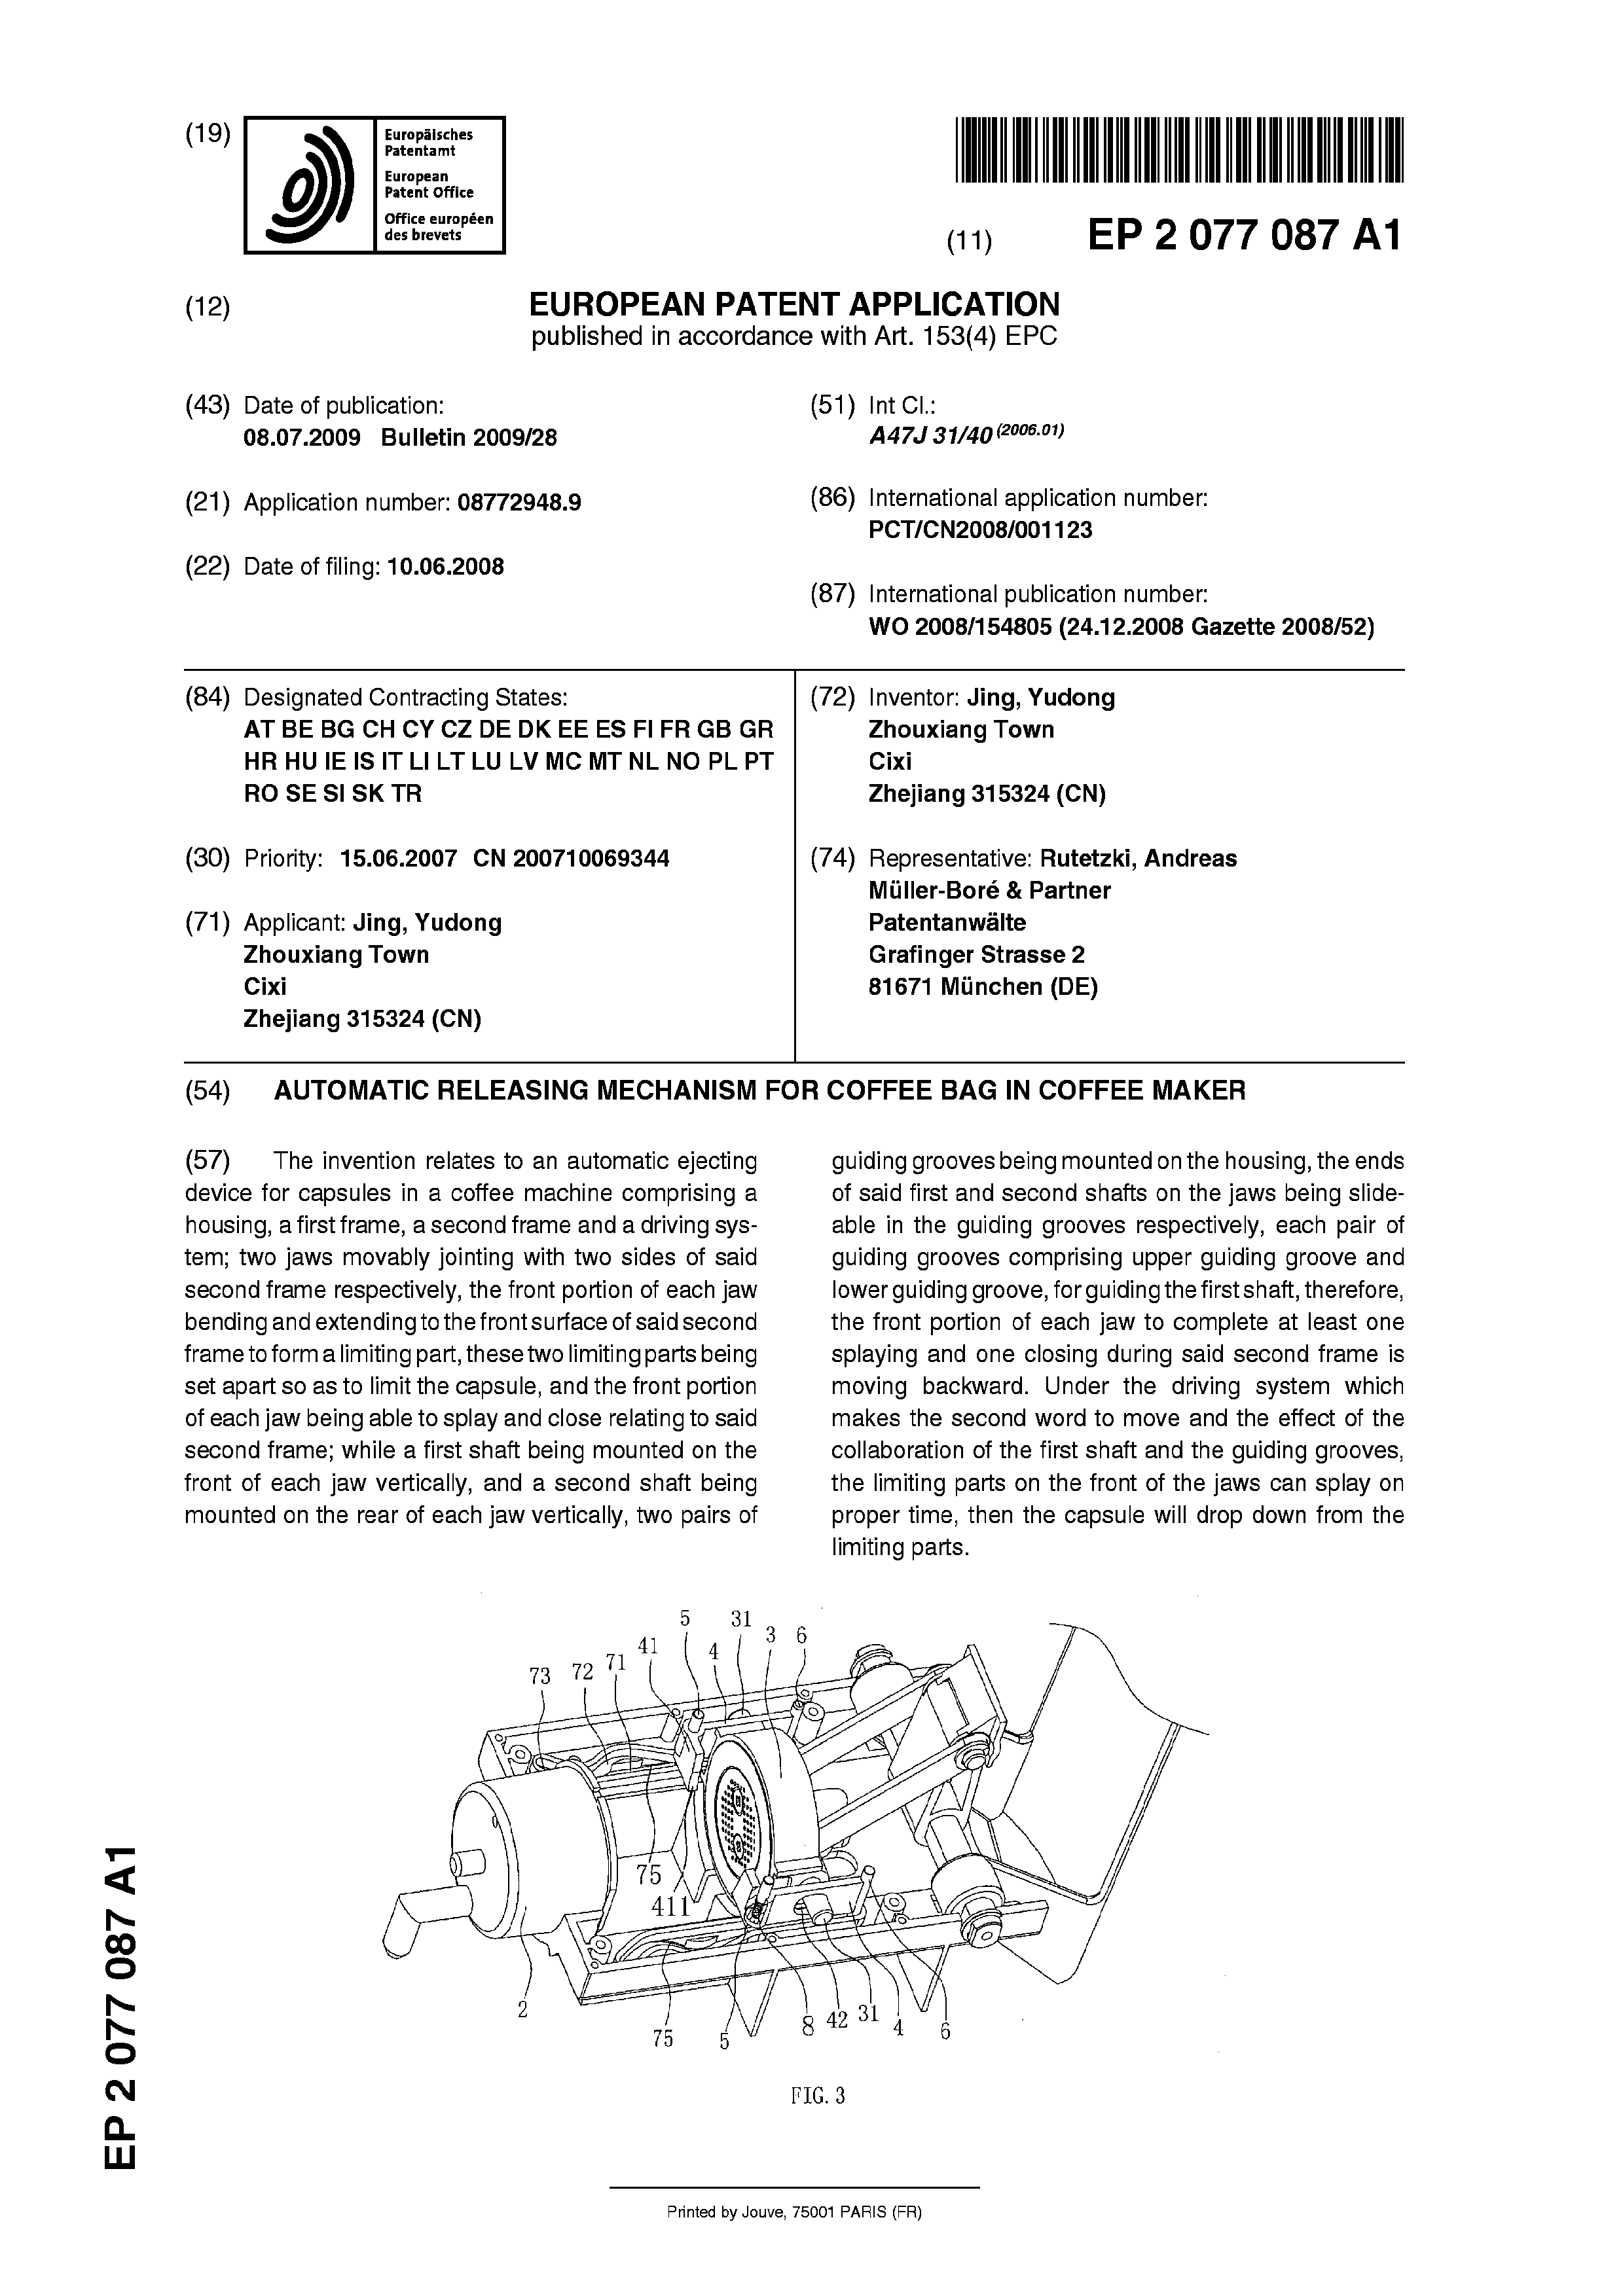 (19)
Europäisches
Patentamt
European
Patent Office
Office européen
des brevets
(11) EP 2 077 087 A1
(12) EUROPEAN PATENT APPLICATION
published in accordance with Art. 153(4) EPC
(43) Date of publication:
08.07.2009 Bulletin 2009/28
(21) Application number: 08772948.9
(22) Date of filing: 10.06.2008
(51) Int Cl.:
A47J 31/40 (2006.01)
(86) International application number:
PCT/CN2008/001123
(87) International publication number:
WO 2008/154805 (24.12.2008 Gazette 2008/52)
(84) Designated Contracting States:
AT BE BG CH CY CZ DE DK EE ES FI FR GB GR
HR HU IE IS IT LI LT LU LV MC MT NL NO PL PT
RO SE SI SK TR
(30) Priority: 15.06.2007 CN 200710069344
(71) Applicant: Jing, Yudong
Zhouxiang Town
Cixi
Zhejiang 315324 (CN)
(72) Inventor: Jing, Yudong
Zhouxiang Town
Cixi
Zhejiang 315324 (CN)
(74) Representative: Rutetzki, Andreas
Müller-Boré & Partner
Patentanwälte
Grafinger Strasse 2
81671 München (DE)
(54) AUTOMATIC RELEASING MECHANISM FOR COFFEE BAG IN COFFEE MAKER
(57) The invention relates to an automatic ejecting
device for capsules in a coffee machine comprising a
housing, a first frame, a second frame and a driving sys-
tem; two jaws movably jointing with two sides of said
second frame respectively, the front portion of each jaw
bending and extending to the front surface of said second
frame to form a limiting part, these two limiting parts being
set apart so as to limit the capsule, and the front portion
of each jaw being able to splay and close relating to said
second frame; while a first shaft being mounted on the
front of each jaw vertically, and a second shaft being
mounted on the rear of each jaw vertically, two pairs of
guiding grooves being mounted on the housing, the ends
of said first and second shafts on the jaws being slide-
able in the guiding grooves respectively, each pair of
guiding grooves comprising upper guiding groove and
lower guiding groove, for guiding the first shaft, therefore,
the front portion of each jaw to complete at least one
splaying and one closing during said second frame is
moving backward. Under the driving system which
makes the second word to move and the effect of the
collaboration of the first shaft and the guiding grooves,
the limiting parts on the front of the jaws can splay on
proper time, then the capsule will drop down from the
limiting parts.
5 31
41 4 3 6
73 72 71
75
411
2
75 5 8 42 31 4 6
FIG. 3
EP 2 077 087 A1
Printed by Jouve, 75001 PARIS (FR)